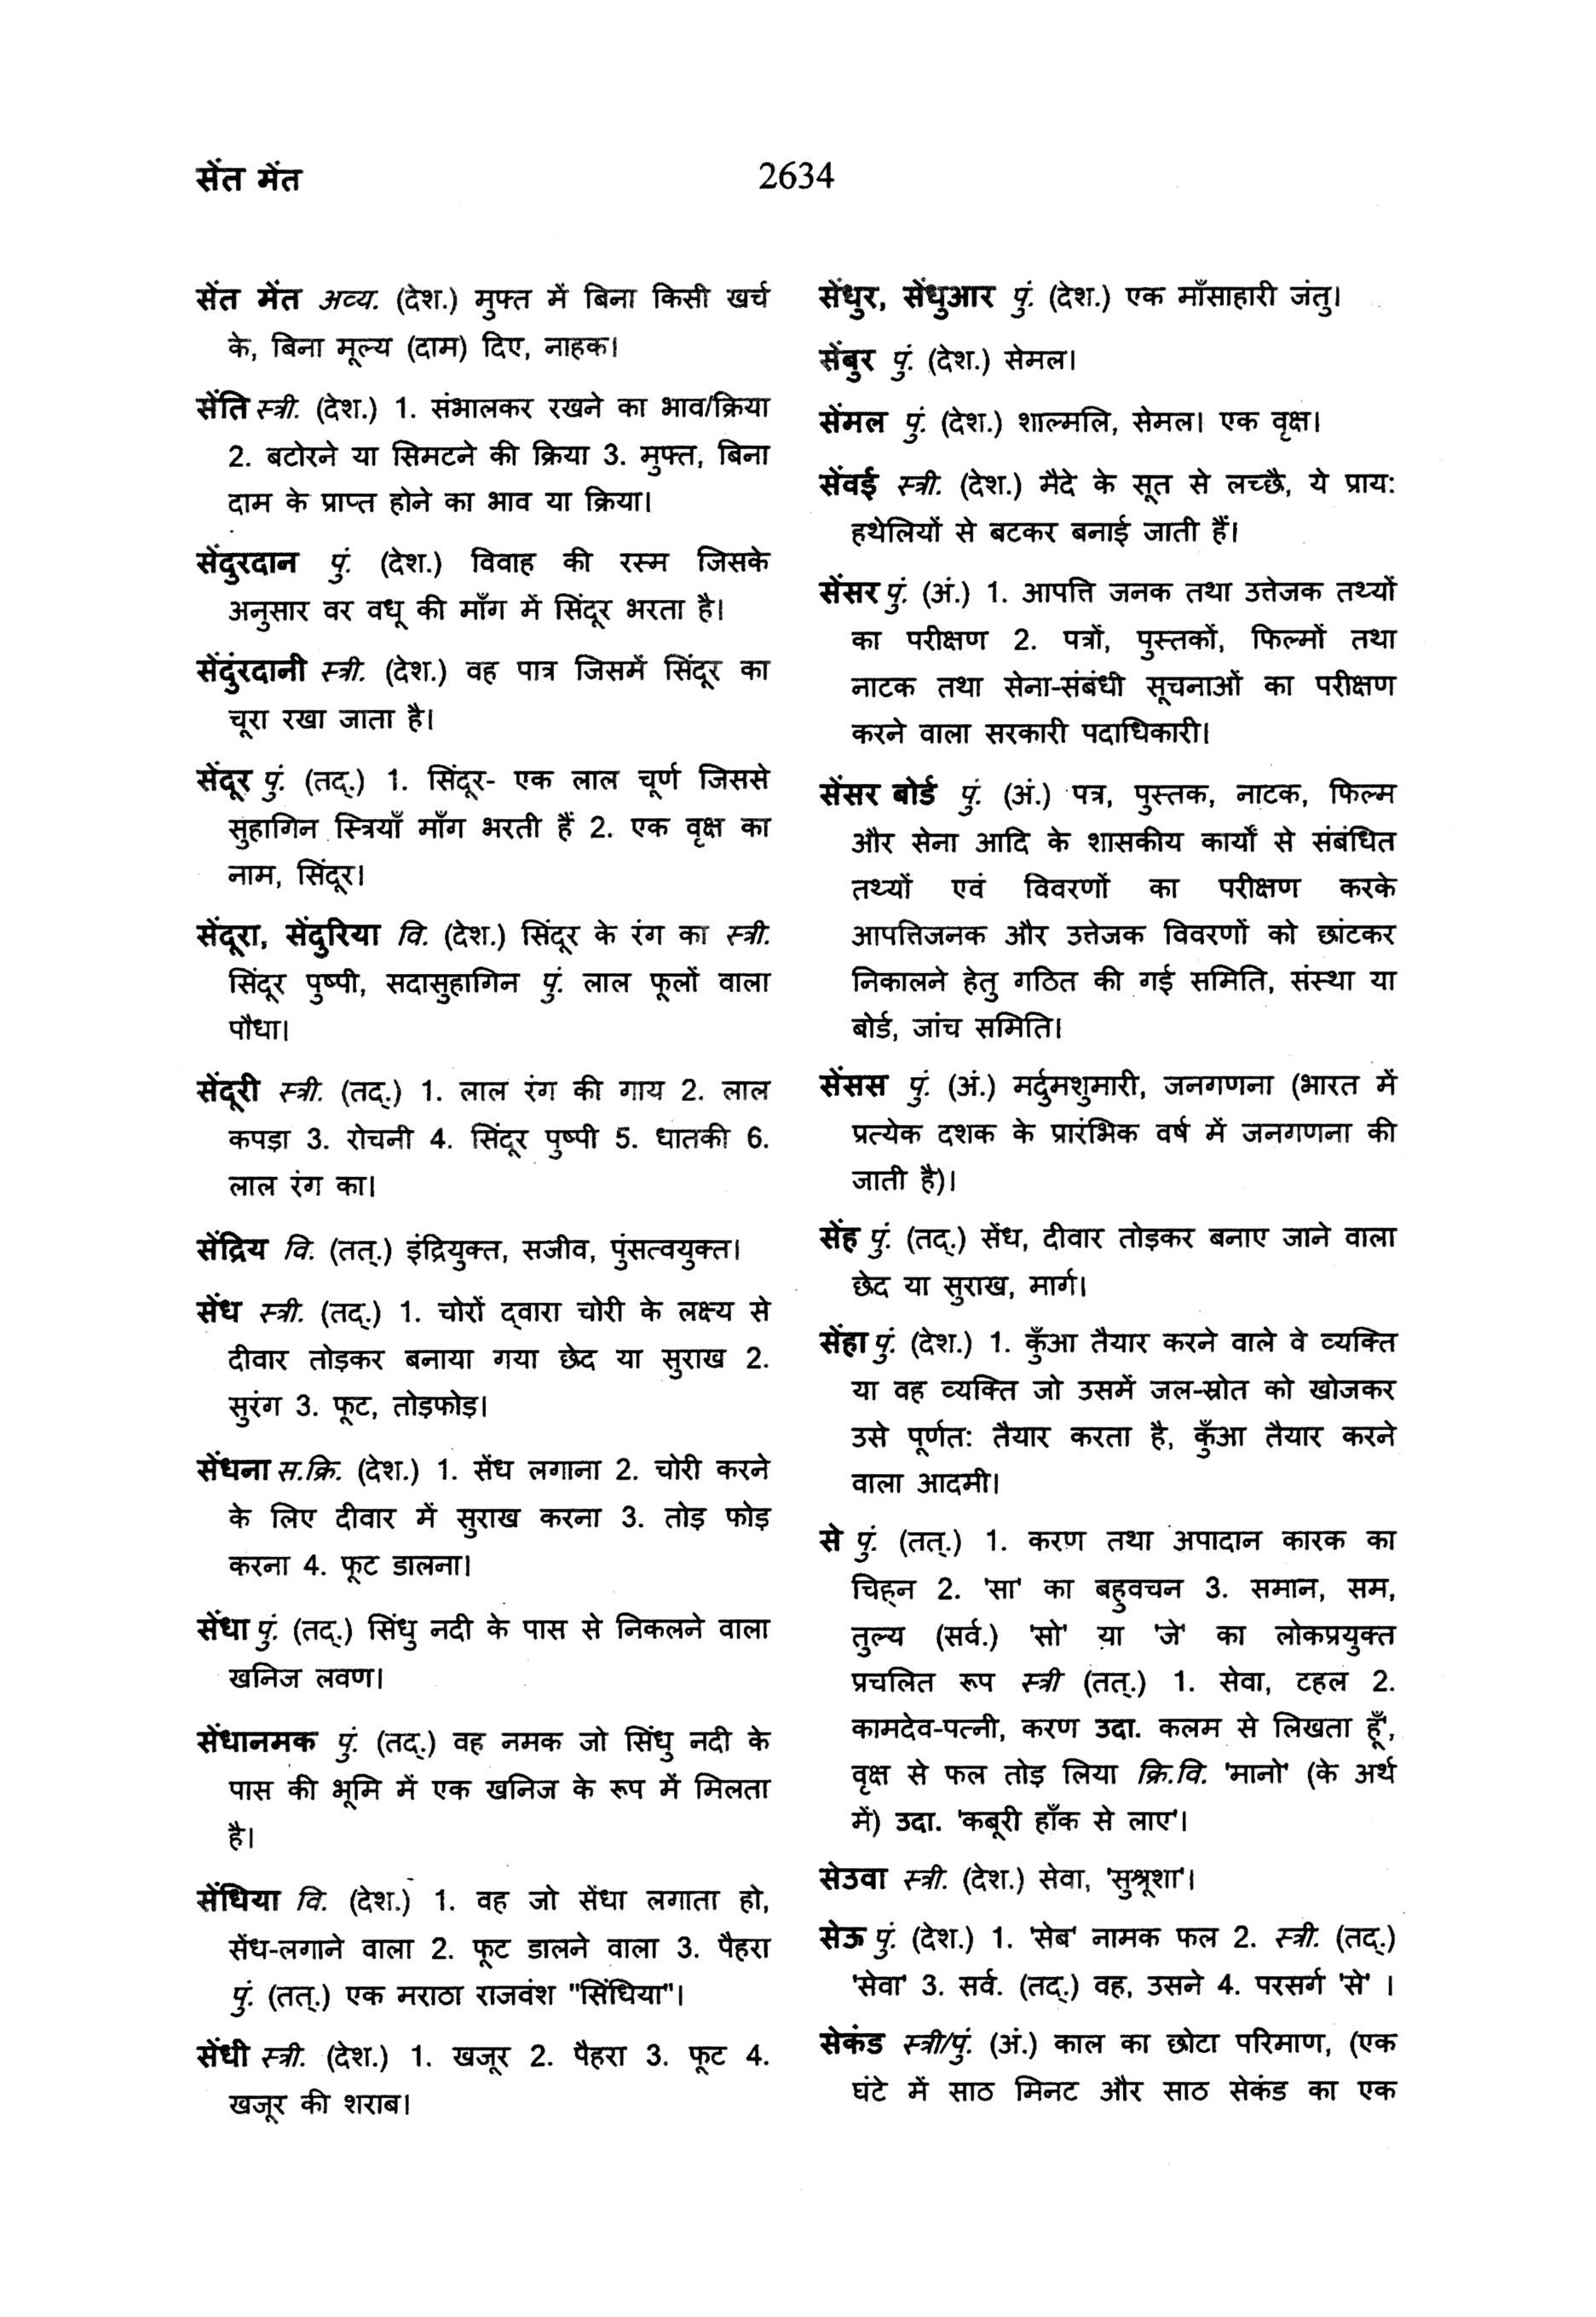 सेंत मेंत
2634
सेंत मेंत अव्य. (देश.) मुफ्त में बिना किसी खर्च
के, बिना मूल्य (दाम) दिए, नाहक।
सेंति स्त्री. (देश.) 1. संभालकर रखने का भाव/क्रिया
2. बटोरने या सिमटने की क्रिया 3. मुफ्त, बिना
दाम के प्राप्त होने का भाव या क्रिया।
सेंदुरदान पुं. (देश.) विवाह की रस्म जिसके
अनुसार वर वधू की माँग में सिंदूर भरता है।
सेंदुंरदानी स्त्री. (देश.) वह पात्र जिसमें सिंदूर का
चूरा रखा जाता है।
सेंदूर पुं. (तद्.) 1. सिंदूर- एक लाल चूर्ण जिससे
सुहागिन स्त्रियाँ माँग भरती हैं 2. एक वृक्ष का
नाम, सिंदूर।
सेंदूरा, सेंदुरिया वि. (देश.) सिंदूर के रंग का स्त्री.
सिंदूर पुष्पी, सदासुहागिन पुं. लाल फूलों वाला
पौधा।
सेंदूरी स्त्री. (तद्.) 1. लाल रंग की गाय 2. लाल
कपड़ा 3. रोचनी 4. सिंदूर पुष्पी 5. धातकी 6.
लाल रंग का।
सेंद्रिय वि. (तत्.) इंद्रियुक्त, सजीव, पुंसत्वयुक्त।
सेंध स्त्री. (तद्.) 1. चोरों द्वारा चोरी के लक्ष्य से
दीवार तोड़कर बनाया गया छेद या सुराख 2.
सुरंग 3. फूट, तोड़फोड़।
सेंधना स.क्रि. (देश.) 1. सेंध लगाना 2. चोरी करने
के लिए दीवार में सुराख करना 3. तोड़ फोड़
करना 4. फूट डालना।
सेंधा पुं. (तद्.) सिंधु नदी के पास से निकलने वाला
खनिज लवण।
सेंधानमक पुं. (तद्.) वह नमक जो सिंधु नदी के
पास की भूमि में एक खनिज के रूप में मिलता
है।
सेंधिया वि. (देश.) 1. वह जो सेंधा लगाता हो,
सेंध-लगाने वाला 2. फूट डालने वाला 3. पैहरा
पुं. (तत्.) एक मराठा राजवंश "सिंधिया"।
सेंधी स्त्री. (देश.) 1. खजूर 2. पैहरा 3. फूट 4.
खजूर की शराब।
सेंधुर, सेंधुआर पुं. (देश.) एक माँसाहारी जंतु।
सेंबुर पुं. (देश.) सेमल।
सेंमल पुं. (देश.) शाल्मलि, सेमल। एक वृक्ष।
सेंवई स्त्री. (देश.) मैदे के सूत से लच्छै, ये प्राय:
हथेलियों से बटकर बनाई जाती हैं।
सेंसर पुं. (अं.) 1. आपत्ति जनक तथा उत्तेजक तथ्यों
का परीक्षण 2. पत्रों, पुस्तकों, फिल्मों तथा
नाटक तथा सेना-संबंधी सूचनाओं का परीक्षण
करने वाला सरकारी पदाधिकारी।
सेंसर बोर्ड पुं. (अं.) पत्र, पुस्तक, नाटक, फिल्म
और सेना आदि के शासकीय कार्यों से संबंधित
तथ्यों एवं विवरणों का परीक्षण करके
आपत्तिजनक और उत्तेजक विवरणों को छांटकर
निकालने हेतु गठित की गई समिति, संस्था या
बोर्ड, जांच समिति।
सेंसस पुं. (अं.) मर्दुमशुमारी, जनगणना (भारत में
प्रत्येक दशक के प्रारंभिक वर्ष में जनगणना की
जाती है)।
सेंह पुं. (तद्.) सेंध, दीवार तोड़कर बनाए जाने वाला
छेद या सुराख, मार्ग।
सेंहा पुं. (देश.) 1. कुँआ तैयार करने वाले वे व्यक्ति
या वह व्यक्ति जो उसमें जल-स्रोत को खोजकर
उसे पूर्णत: तैयार करता है, कुँआ तैयार करने
वाला आदमी।
से पुं. (तत्.) 1. करण तथा अपादान कारक का
चिह्न 2. 'सा' का बहुवचन 3. समान, सम,
तुल्य (सर्व.) 'सो' या 'जे' का लोकप्रयुक्त
प्रचलित रूप स्त्री (तत्.) 1. सेवा, टहल 2.
कामदेव-पत्नी, करण उदा. कलम से लिखता हूँ',
वृक्ष से फल तोड़ लिया क्रि.वि. 'मानो' (के अर्थ
में) उदा. 'कबूरी हाँक से लाए'।
सेउवा स्त्री. (देश.) सेवा, 'सुश्रूशा'।
सेऊ पुं. (देश.) 1. 'सेब' नामक फल 2. स्त्री. (तद्.)
'सेवा' 3. सर्व. (तद्.) वह, उसने 4. परसर्ग 'से' ।
सेकंड स्त्री/पुं. (अं.) काल का छोटा परिमाण, (एक
घंटे में साठ मिनट और साठ सेकंड का एक